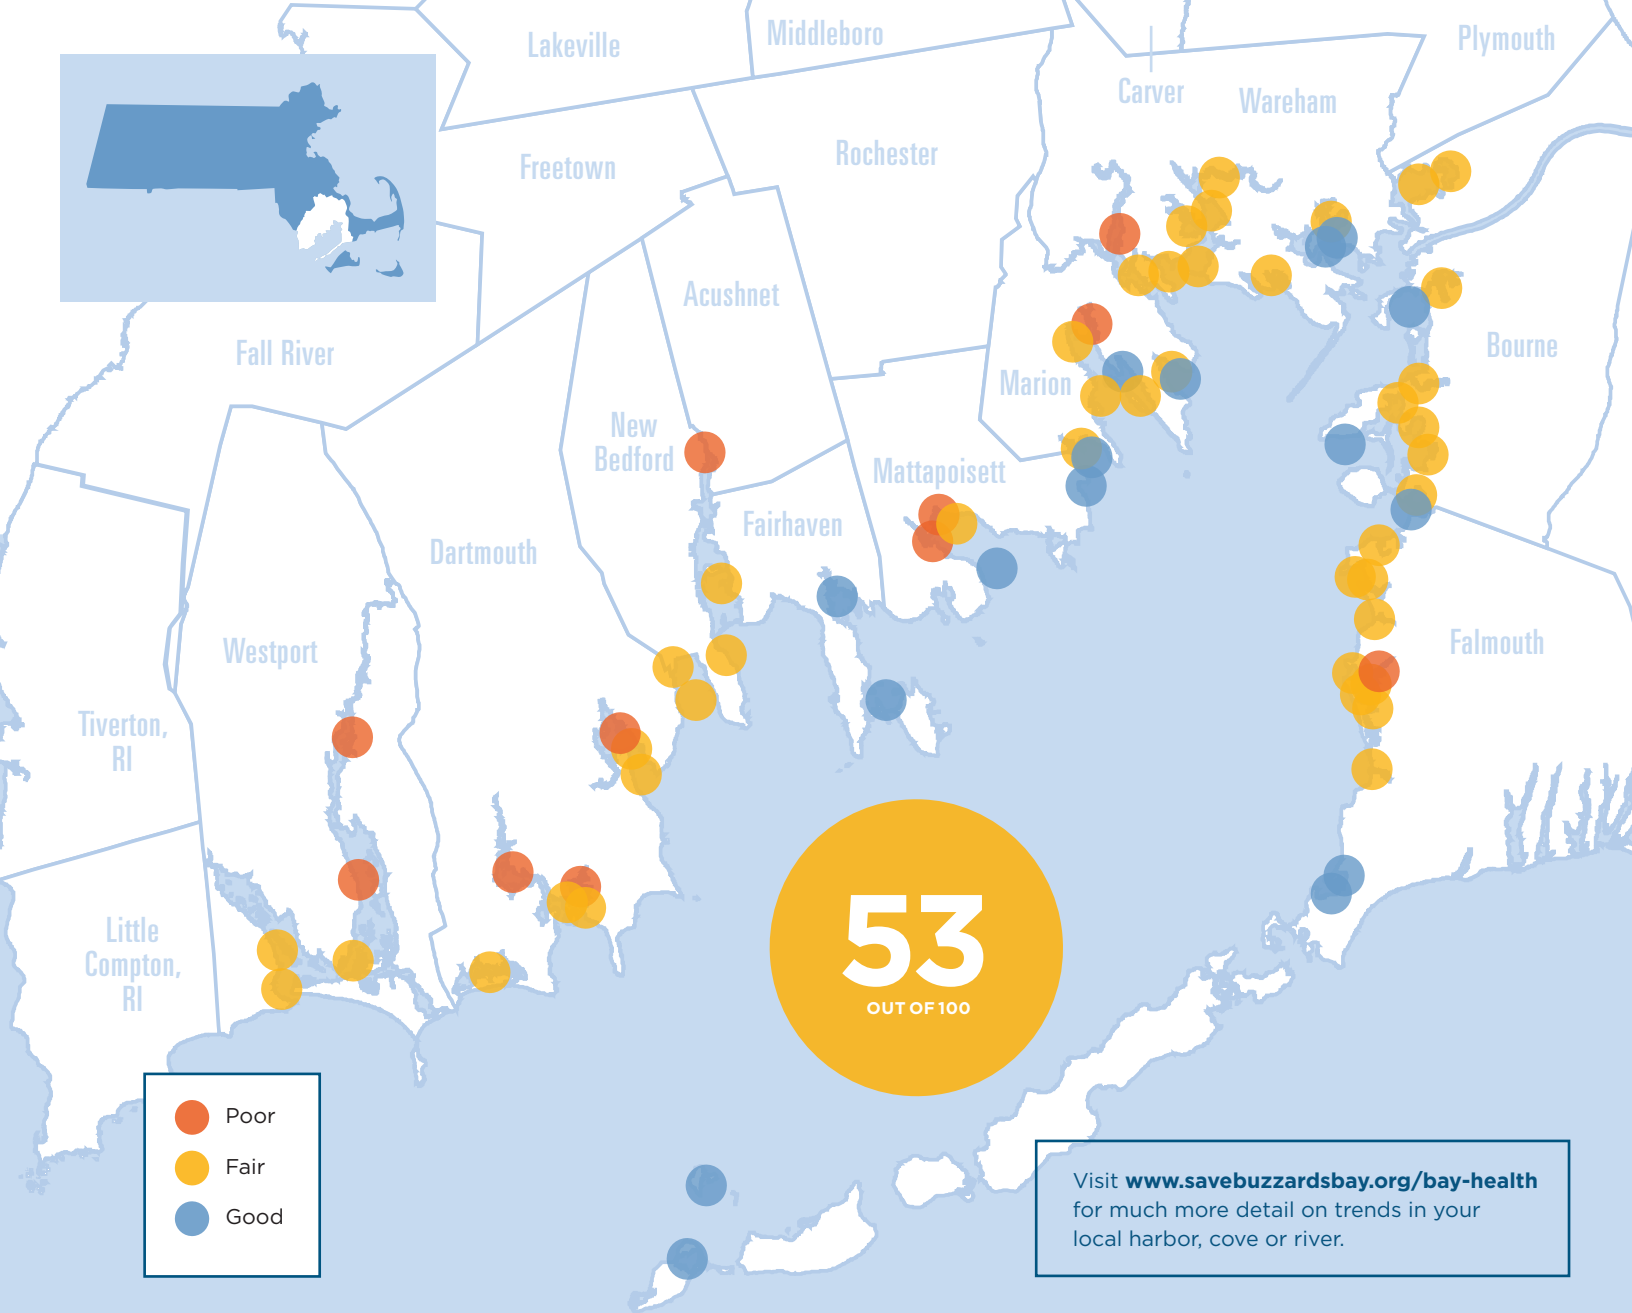 Lakeville
Middleboro
Plymouth
Carver
Wareham
Freetown
Rochester
Acushnet
Fall River
Bourne
Marion
New
Bedford
Mattapoisett
Fairhaven
Dartmouth
Westport
Falmouth
Tiverton,
RI
Little
Compton,
RI
53
OUT OF 100
Poor
Fair
Good
Visit www.savebuzzardsbay.org/bay-health
for much more detail on trends in your
local harbor, cove or river.